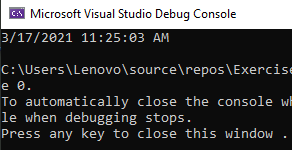 Microsoft Visual Studio Debug Console
3/17/2021 11:25:03 AM
C:\Users\Lenovo\source\repos\Exercise
e 0.
To automatically close the console wh
le when debugging stops.
Press any key to close this window .